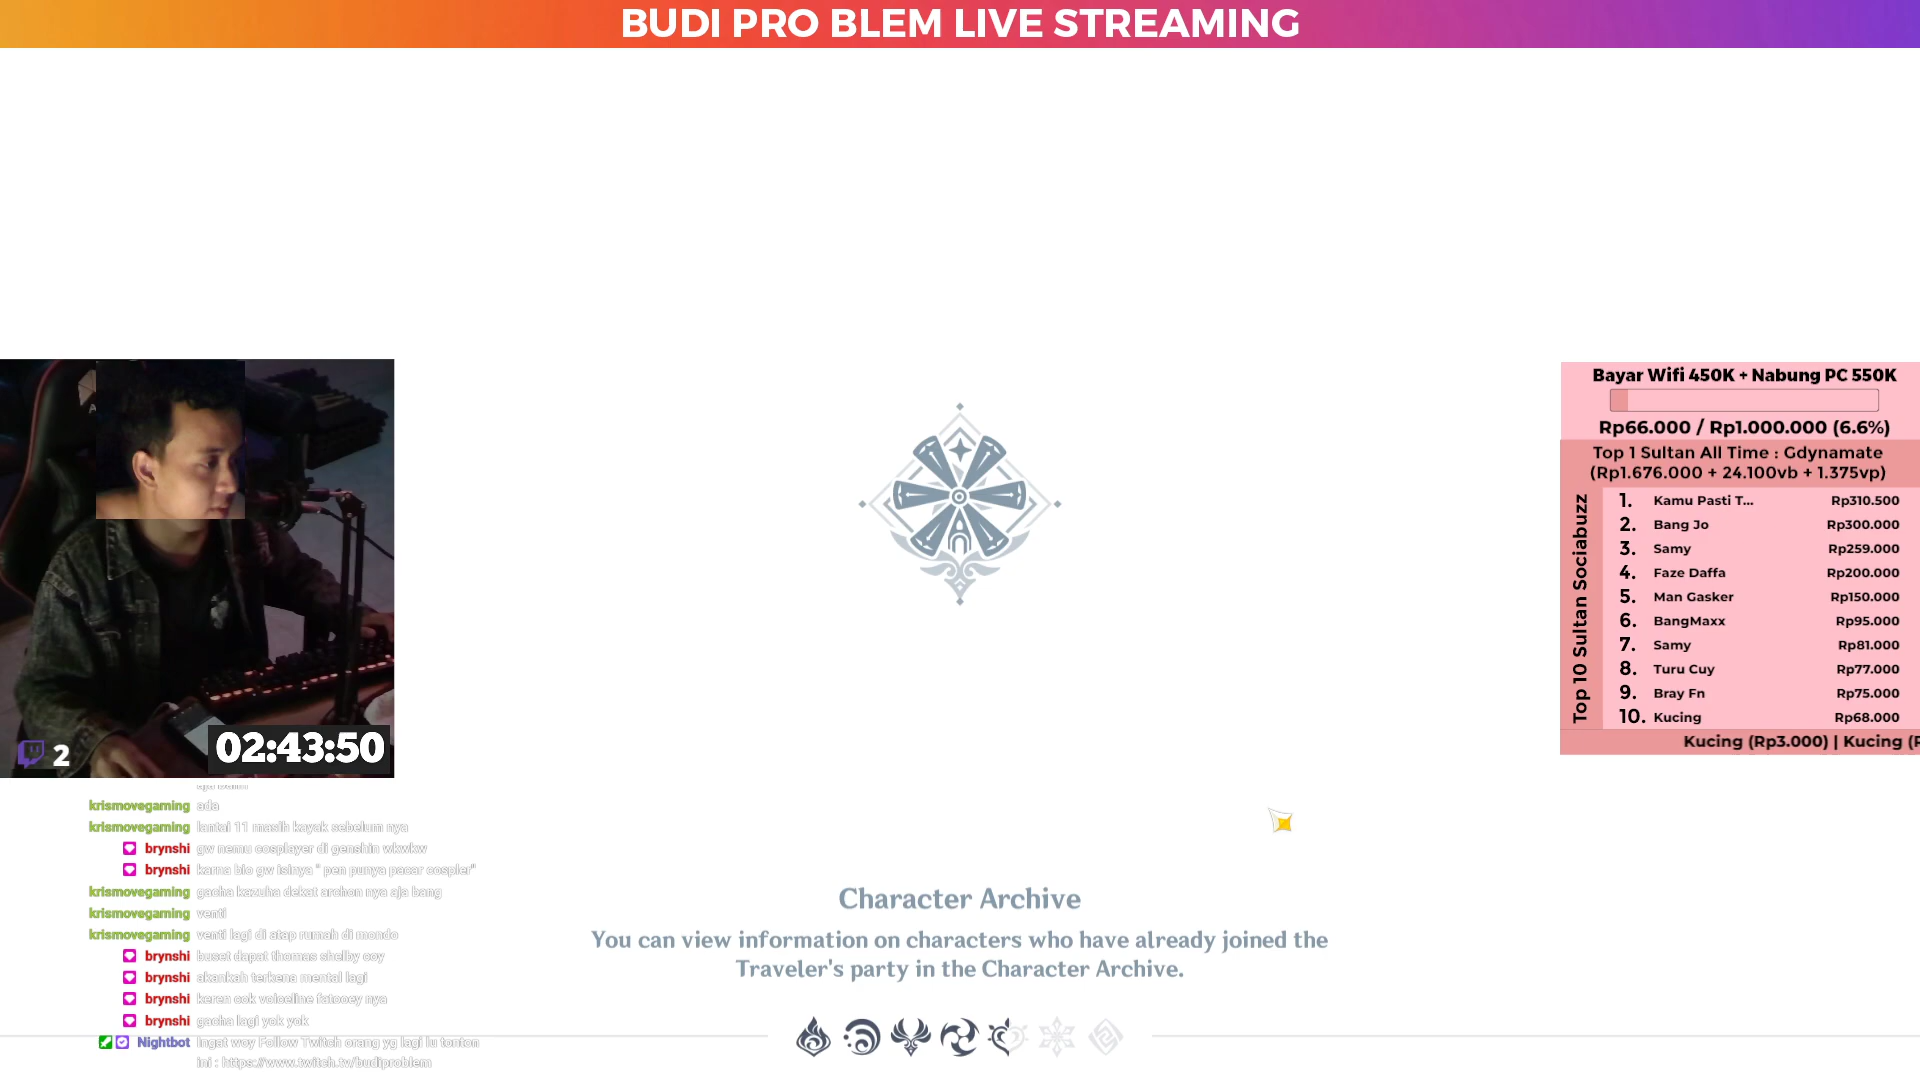 BUDI PRO BLEM LIVE STREAMING
Bayar Wifi 450K + Nabung PC 550K
Rp66.000 / Rp1.000.000 (6.6%)
Top 1 Sultan All Time : Gdynamate
(Rp1.676.000 + 24.100vb + 1.375vp)
Top 10 Sultan Sociabuzz
1. Kamu Pasti T... Rp310.500
2. Bang Jo Rp300.000
3. Samy Rp259.000
4. Faze Daffa Rp200.000
5. Man Gasker Rp150.000
6. BangMaxx Rp95.000
7. Samy Rp81.000
8. Turu Cuy Rp77.000
9. Bray Fn Rp75.000
10. Kucing Rp68.000
Kucing (Rp3.000) | Kucing (
2
02:43:50
krismovegaming ada
krismovegaming lantai 11 masih kayak sebelum nya
brynshi gw nemu cosplayer di genshin wkwkw
brynshi karna bio gw isinya " pen punya pacar cospler"
krismovegaming gacha kazuha dekat archon nya aja bang
krismovegaming venti
krismovegaming venti lagi di atap rumah di mondo
brynshi buset dapat thomas shelby coy
brynshi akankah terkena mental lagi
brynshi keren cok voiceline fatooey nya
brynshi gacha lagi yok yok
Nightbot Ingat woy Follow Twitch orang yg lagi lu tonton
ini : https://www.twitch.tv/budiproblem
Character Archive
You can view information on characters who have already joined the
Traveler's party in the Character Archive.